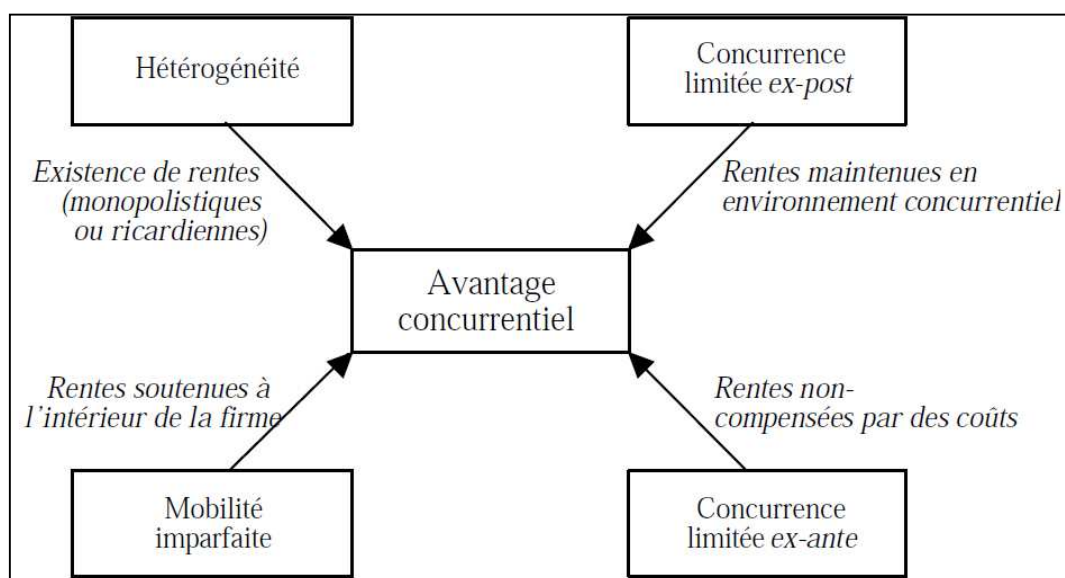 Hétérogénéité
Concurrence
limitée ex-post
Existence de rentes
(monopolistiques
ou ricardiennes)
Rentes maintenues en
environnement concurrentiel
Avantage
concurrentiel
Rentes soutenues à
l'intérieur de la firme
Rentes non-
compensées par des coûts
Mobilité
imparfaite
Concurrence
limitée ex-ante